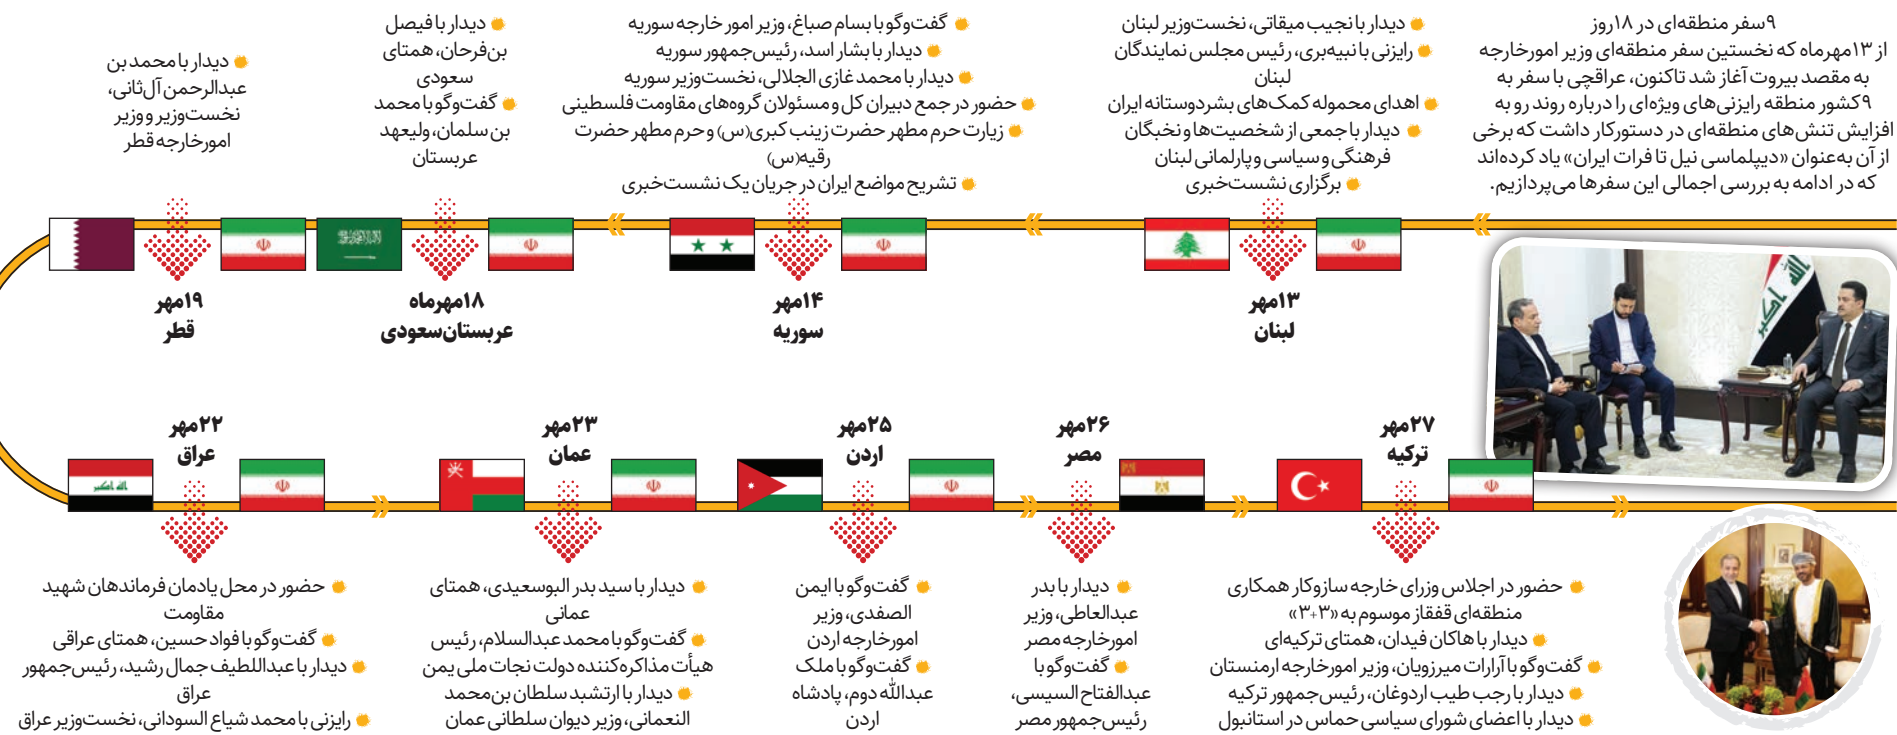 ۹سفر منطقه‌ای در ۱۸روز
از ۱۳مهرماه که نخستین سفر منطقه‌ای وزیر امورخارجه
به مقصد بیروت آغاز شد تاکنون، عراقچی با سفر به
۹کشور منطقه رایزنی‌های ویژه‌ای را درباره روند رو به
افزایش تنش‌های منطقه‌ای در دستورکار داشت که برخی
از آن به‌عنوان «دیپلماسی نیل تا فرات ایران» یاد کرده‌اند
که در ادامه به بررسی اجمالی این سفرها می‌پردازیم.
دیدار با نجیب میقاتی، نخست‌وزیر لبنان
رایزنی با نبیه‌بری، رئیس مجلس نمایندگان
لبنان
اهدای محموله کمک‌های بشردوستانه ایران
دیدار با جمعی از شخصیت‌ها و نخبگان
فرهنگی و سیاسی و پارلمانی لبنان
برگزاری نشست‌خبری
۱۳مهر
لبنان
گفت‌وگو با بسام صباغ، وزیر امور خارجه سوریه
دیدار با بشار اسد، رئیس‌جمهور سوریه
دیدار با محمد غازی الجلالی، نخست‌وزیر سوریه
حضور در جمع دبیران کل و مسئولان گروه‌های مقاومت فلسطینی
زیارت حرم مطهر حضرت زینب کبری(س) و حرم مطهر حضرت
رقیه(س)
تشریح مواضع ایران در جریان یک نشست‌خبری
۱۴مهر
سوریه
دیدار با فیصل
بن‌فرحان، همتای
سعودی
گفت‌وگو با محمد
بن سلمان، ولیعهد
عربستان
۱۸مهرماه
عربستان‌سعودی
دیدار با محمد بن
عبدالرحمن آل‌ثانی،
نخست‌وزیر و وزیر
امورخارجه قطر
۱۹مهر
قطر
۲۲مهر
عراق
حضور در محل یادمان فرماندهان شهید
مقاومت
گفت‌وگو با فواد حسین، همتای عراقی
دیدار با عبداللطیف جمال رشید، رئیس‌جمهور
عراق
رایزنی با محمد شیاع السودانی، نخست‌وزیر عراق
۲۳مهر
عمان
دیدار با سید بدر البوسعیدی، همتای
عمانی
گفت‌وگو با محمد عبدالسلام، رئیس
هیأت مذاکره‌کننده دولت نجات ملی یمن
دیدار با ارتشبد سلطان بن‌محمد
النعمانی، وزیر دیوان سلطانی عمان
۲۵مهر
اردن
گفت‌وگو با ایمن
الصفدی، وزیر
امورخارجه اردن
گفت‌وگو با ملک
عبدالله دوم، پادشاه
اردن
۲۶مهر
مصر
دیدار با بدر
عبدالعاطی، وزیر
امورخارجه مصر
گفت‌وگو با
عبدالفتاح السیسی،
رئیس‌جمهور مصر
۲۷مهر
ترکیه
حضور در اجلاس وزرای خارجه سازوکار همکاری
منطقه‌ای قفقاز موسوم به «۳+۳»
دیدار با هاکان فیدان، همتای ترکیه‌ای
گفت‌وگو با آرارات میرزویان، وزیر امورخارجه ارمنستان
دیدار با رجب طیب اردوغان، رئیس‌جمهور ترکیه
دیدار با اعضای شورای سیاسی حماس در استانبول
الله اکبر
الله اکبر